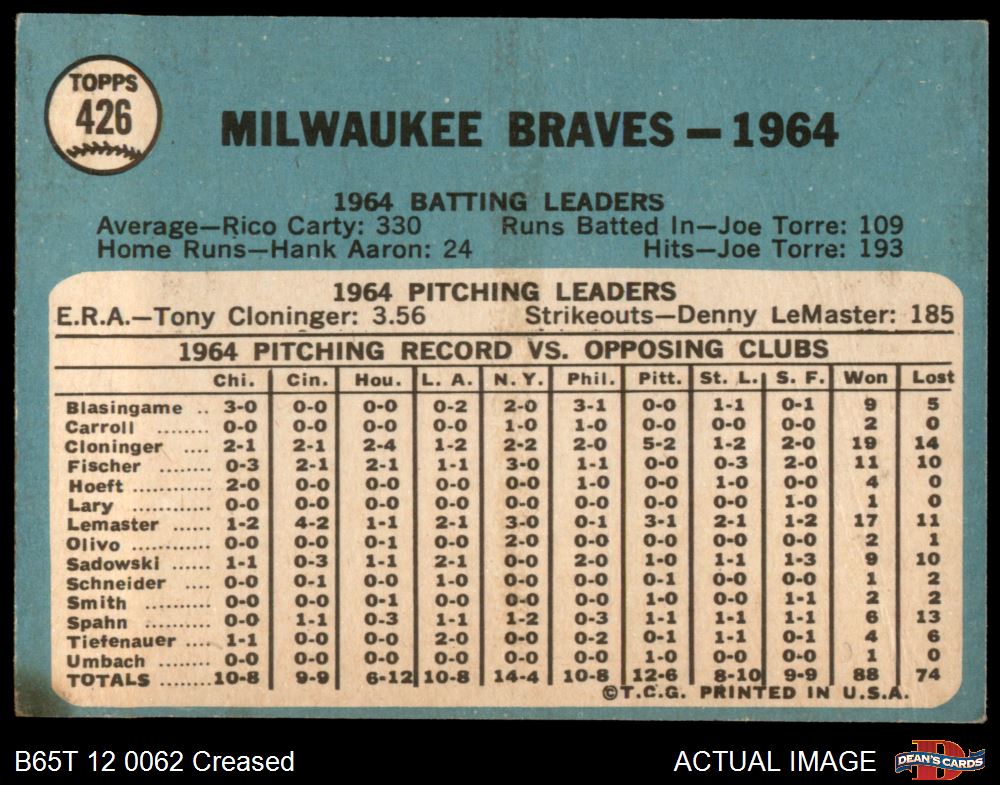 TOPPS
426
MILWAUKEE BRAVES — 1964
1964 BATTING LEADERS
Average—Rico Carty: 330 Runs Batted In—Joe Torre: 109
Home Runs—Hank Aaron: 24 Hits—Joe Torre: 193
1964 PITCHING LEADERS
E.R.A.—Tony Cloninger: 3.56 Strikeouts—Denny LeMaster: 185
1964 PITCHING RECORD VS. OPPOSING CLUBS
Chi. Cin. Hou. L. A. N. Y. Phil. Pitt. St. L. S. F. Won Lost
Blasingame .. 3-0 0-0 0-0 0-2 2-0 3-1 0-0 1-1 0-1 9 5
Carroll ........ 0-0 0-0 0-0 0-0 1-0 1-0 0-0 0-0 0-0 2 0
Cloninger .... 2-1 2-1 2-4 1-2 2-2 2-0 5-2 1-2 2-0 19 14
Fischer ........ 0-3 2-1 2-1 1-1 3-0 1-1 0-0 0-3 2-0 11 10
Hoeft ............ 2-0 0-0 0-0 0-0 0-0 1-0 0-0 1-0 0-0 4 0
Lary .............. 0-0 0-0 0-0 0-0 0-0 0-0 0-0 0-0 1-0 1 0
Lemaster ...... 1-2 4-2 1-1 2-1 3-0 0-1 3-1 2-1 1-2 17 11
Olivo ............ 0-0 0-0 0-1 0-0 2-0 0-0 0-0 0-0 0-0 2 1
Sadowski ...... 1-1 0-3 1-1 2-1 0-0 2-0 1-0 1-1 1-3 9 10
Schneider .... 0-0 0-1 0-0 1-0 0-0 0-0 0-1 0-0 0-0 1 2
Smith .......... 0-0 0-0 0-1 0-0 0-0 0-0 1-0 0-0 1-1 2 2
Spahn .......... 0-0 1-1 0-3 1-1 1-2 0-3 1-1 1-1 1-1 6 13
Tiefenauer .... 1-1 0-0 0-0 2-0 0-0 0-2 0-1 1-1 0-1 4 6
Umbach ........ 0-0 0-0 0-0 0-0 0-0 0-0 1-0 0-0 0-0 1 0
TOTALS ........ 10-8 9-9 6-12 10-8 14-4 10-8 12-6 8-10 9-9 88 74
©T.C.G. PRINTED IN U.S.A.
B65T 12 0062 Creased ACTUAL IMAGE
D
DEAN'S CARDS